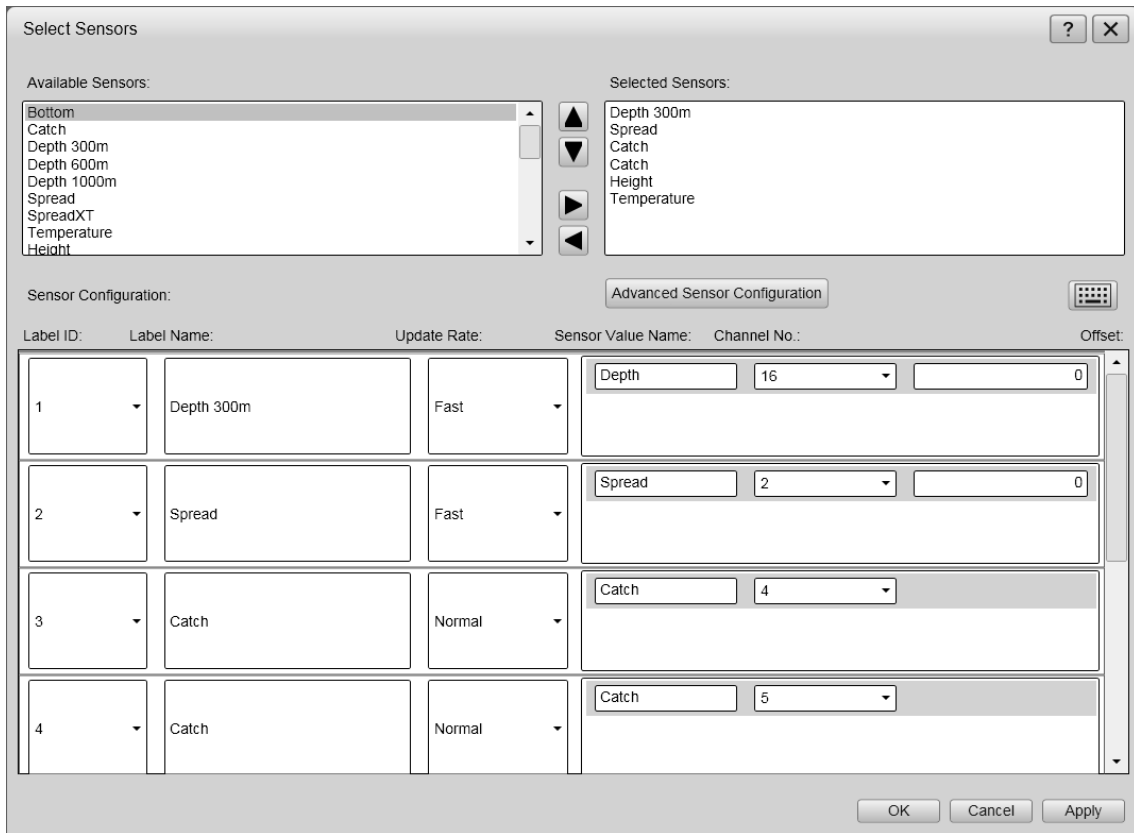 Select Sensors ?
Available Sensors: Selected Sensors:
Bottom
Catch
Depth 300m
Depth 600m
Depth 1000m
Spread
SpreadXT
Temperature
Height
Depth 300m
Spread
Catch
Catch
Height
Temperature
Sensor Configuration: Advanced Sensor Configuration
Label ID: Label Name: Update Rate: Sensor Value Name: Channel No.: Offset:
1 Depth 300m Fast Depth 16 0
2 Spread Fast Spread 2 0
3 Catch Normal Catch 4
4 Catch Normal Catch 5
OK Cancel Apply